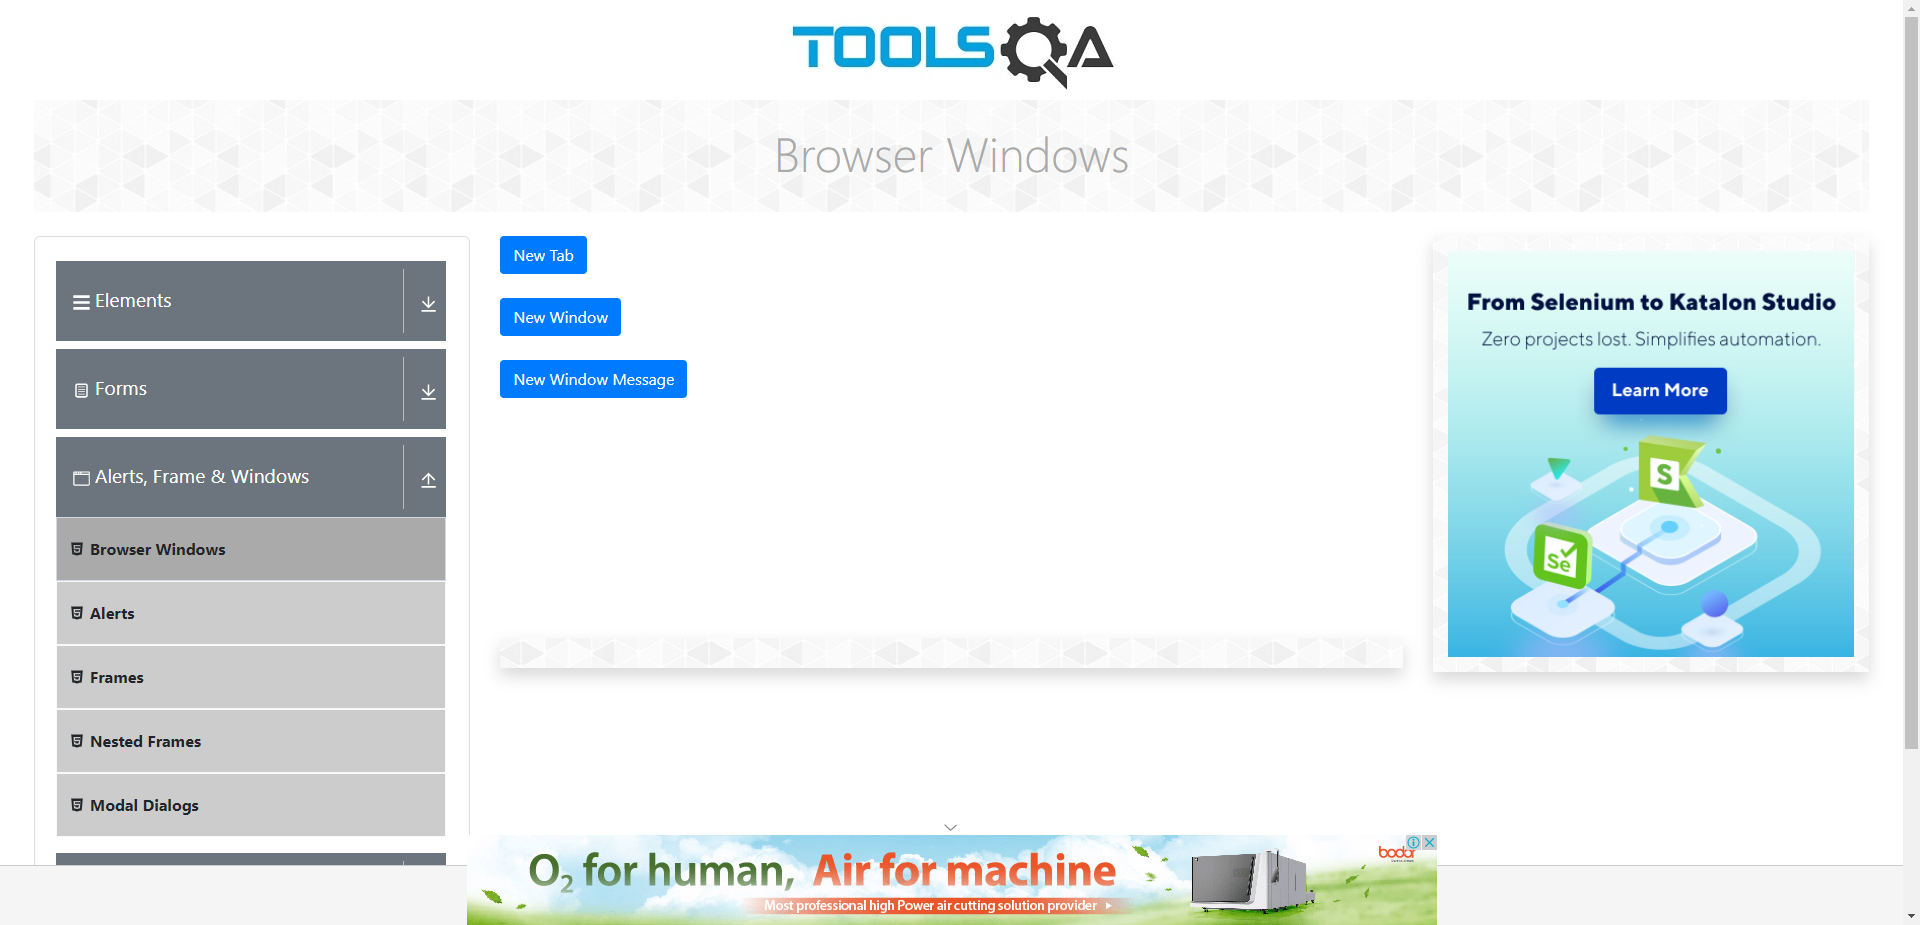 TOOLSQA
Browser Windows
Elements
Forms
Alerts, Frame & Windows
Browser Windows
Alerts
Frames
Nested Frames
Modal Dialogs
New Tab
New Window
New Window Message
From Selenium to Katalon Studio
Zero projects lost. Simplifies automation.
Learn More
S
Se
O2 for human, Air for machine
Most professional high Power air cutting solution provider
bodor